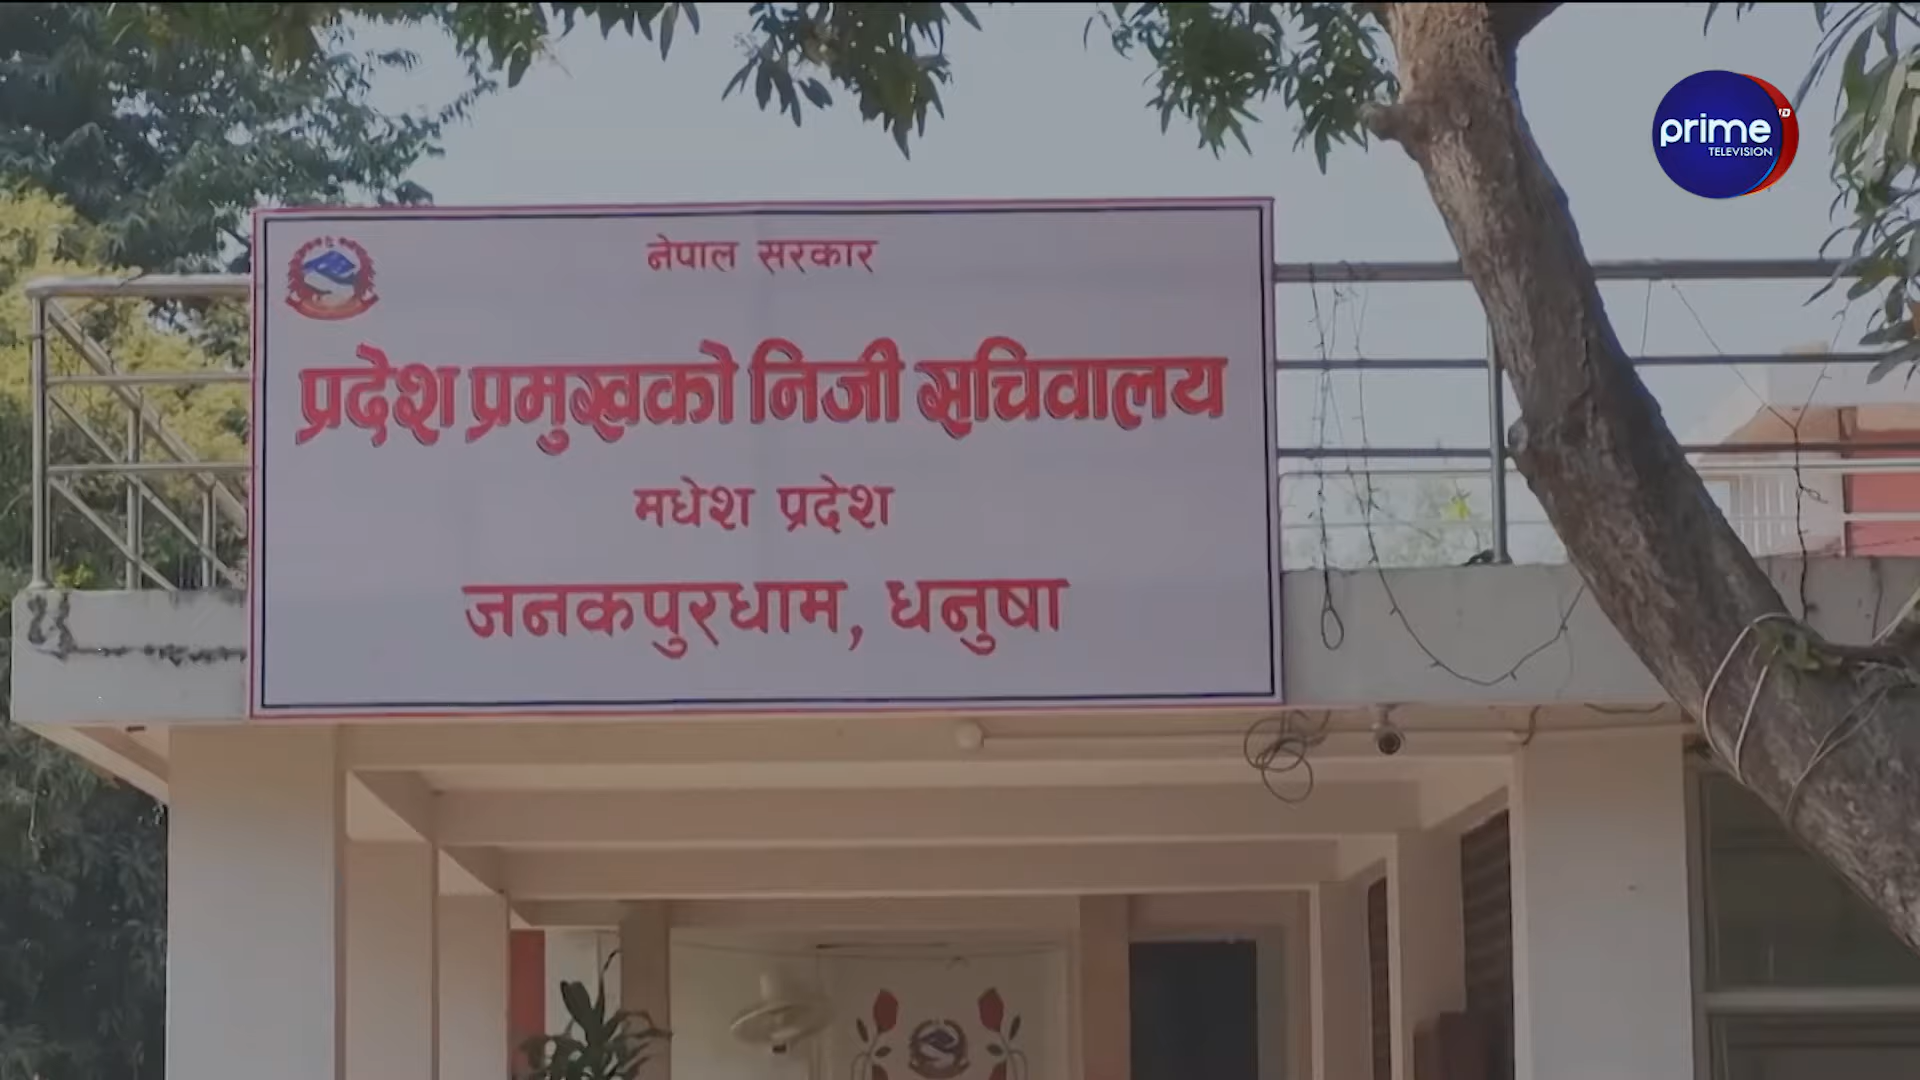 prime
TELEVISION
नेपाल सरकार
प्रदेश प्रमुखको निजी सचिवालय
मधेश प्रदेश
जनकपुरधाम, धनुषा